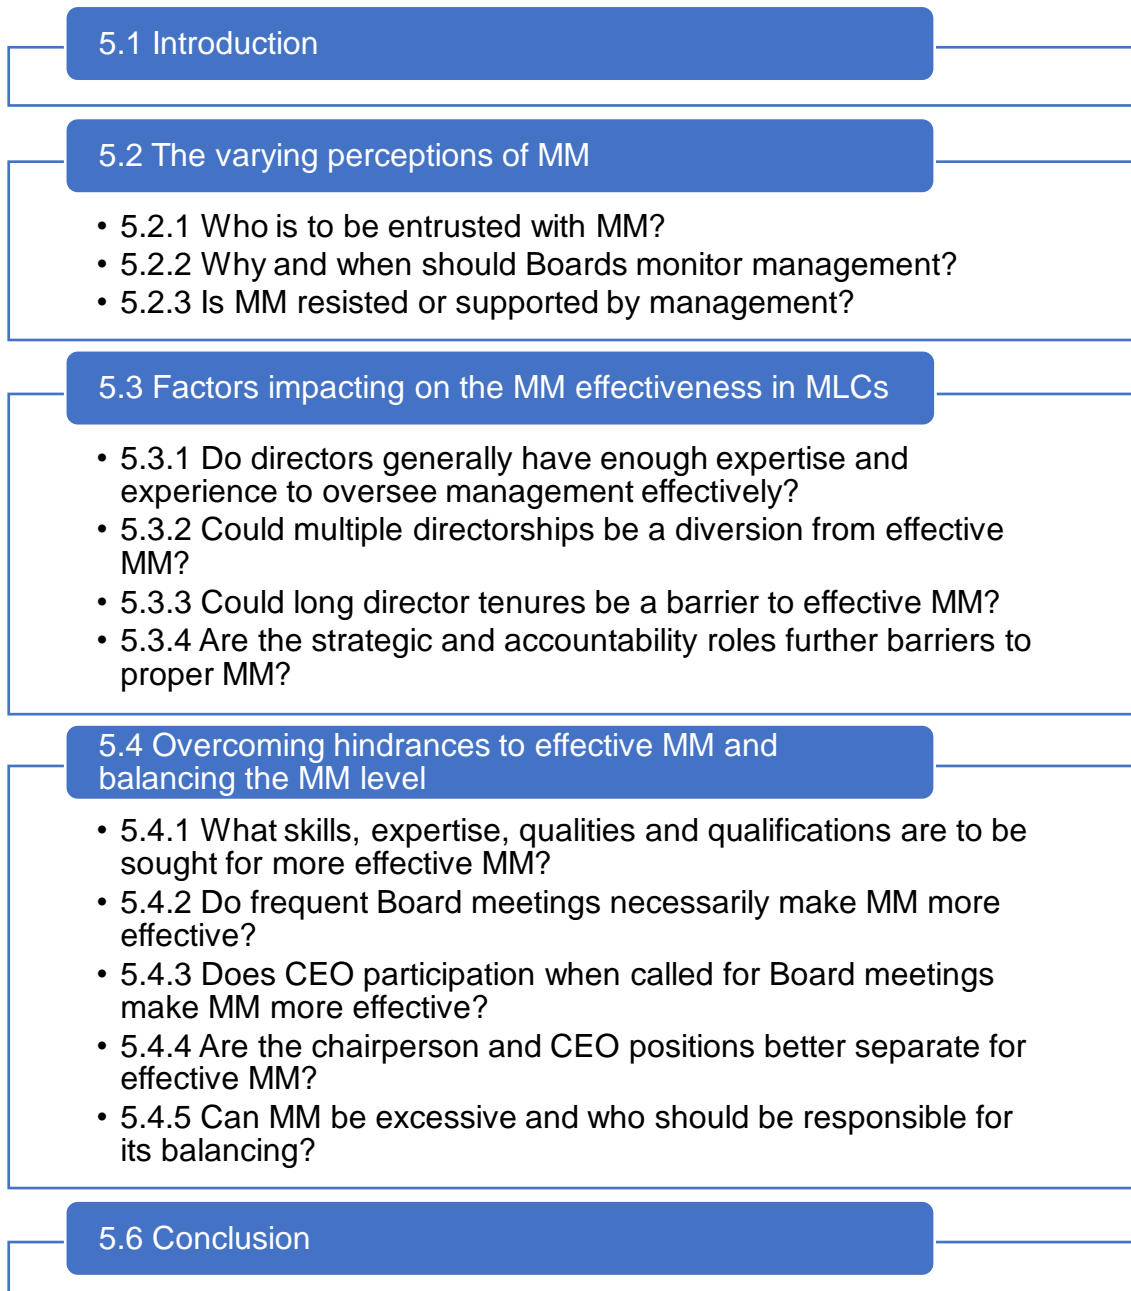 5.1 Introduction
5.2 The varying perceptions of MM
• 5.2.1 Who is to be entrusted with MM?
• 5.2.2 Why and when should Boards monitor management?
• 5.2.3 Is MM resisted or supported by management?
5.3 Factors impacting on the MM effectiveness in MLCs
• 5.3.1 Do directors generally have enough expertise and
experience to oversee management effectively?
• 5.3.2 Could multiple directorships be a diversion from effective
MM?
• 5.3.3 Could long director tenures be a barrier to effective MM?
• 5.3.4 Are the strategic and accountability roles further barriers to
proper MM?
5.4 Overcoming hindrances to effective MM and
balancing the MM level
• 5.4.1 What skills, expertise, qualities and qualifications are to be
sought for more effective MM?
• 5.4.2 Do frequent Board meetings necessarily make MM more
effective?
• 5.4.3 Does CEO participation when called for Board meetings
make MM more effective?
• 5.4.4 Are the chairperson and CEO positions better separate for
effective MM?
• 5.4.5 Can MM be excessive and who should be responsible for
its balancing?
5.6 Conclusion